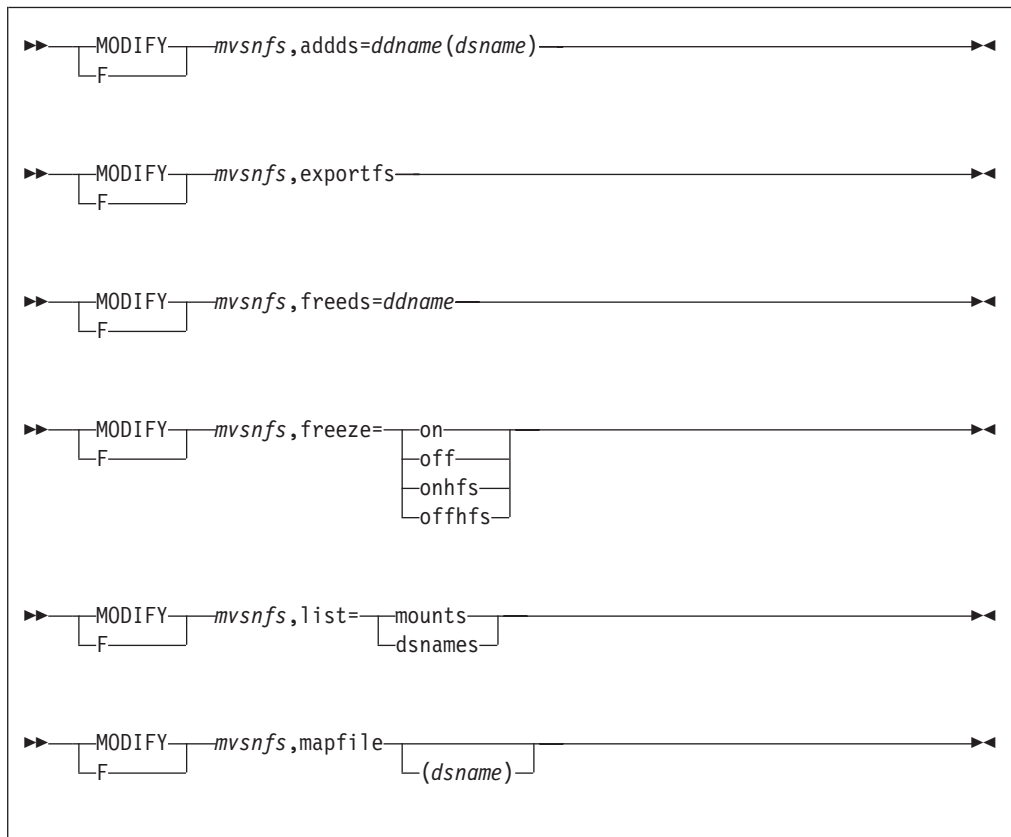 MODIFY mvsnfs,addds=ddname(dsname)
F
MODIFY mvsnfs,exportfs
F
MODIFY mvsnfs,freeds=ddname
F
MODIFY mvsnfs,freeze= on
F off
onhfs
offhfs
MODIFY mvsnfs,list= mounts
F dsnames
MODIFY mvsnfs,mapfile
F (dsname)